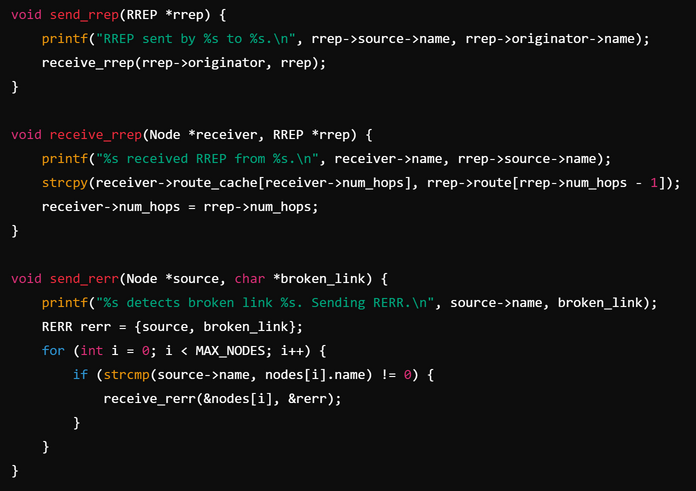 void send_rrep(RREP *rrep) {
    printf("RREP sent by %s to %s.\n", rrep->source->name, rrep->originator->name);
    receive_rrep(rrep->originator, rrep);
}

void receive_rrep(Node *receiver, RREP *rrep) {
    printf("%s received RREP from %s.\n", receiver->name, rrep->source->name);
    strcpy(receiver->route_cache[receiver->num_hops], rrep->route[rrep->num_hops - 1]);
    receiver->num_hops = rrep->num_hops;
}

void send_rerr(Node *source, char *broken_link) {
    printf("%s detects broken link %s. Sending RERR.\n", source->name, broken_link);
    RERR rerr = {source, broken_link};
    for (int i = 0; i < MAX_NODES; i++) {
        if (strcmp(source->name, nodes[i].name) != 0) {
            receive_rerr(&nodes[i], &rerr);
        }
    }
}